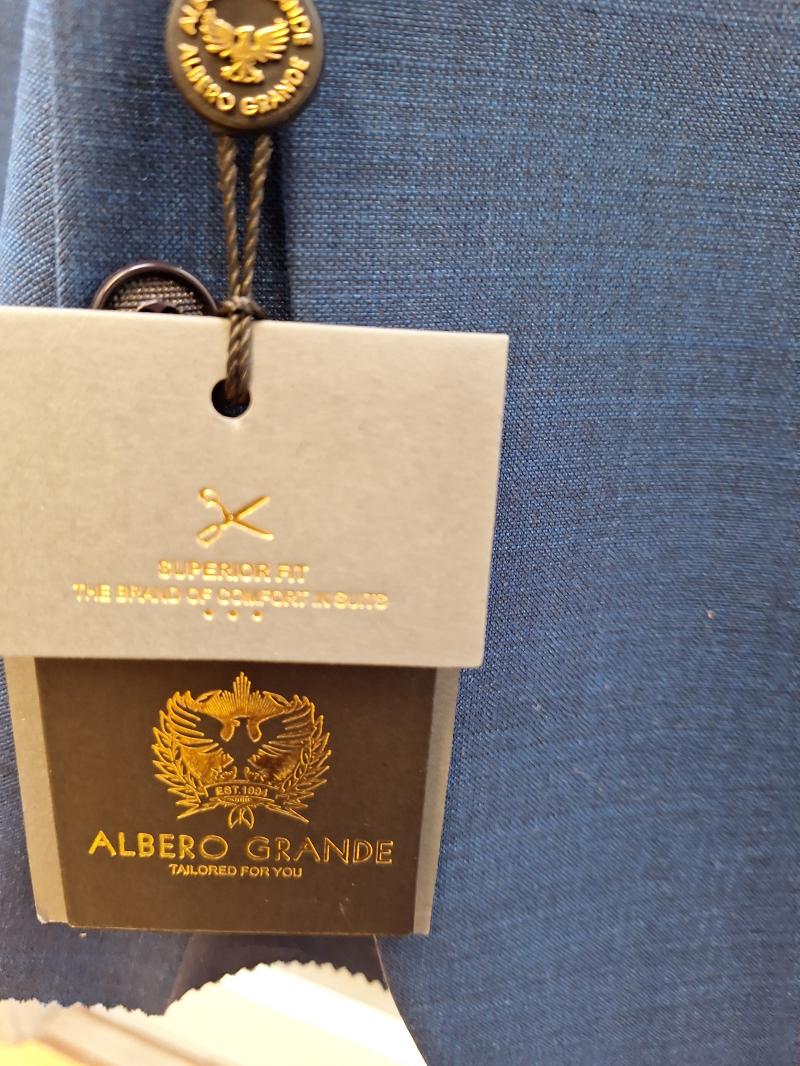 ALBERO GRANDE
SUPERIOR FIT
THE BRAND OF COMFORT IN SUITS
EST.1994
ALBERO GRANDE
TAILORED FOR YOU